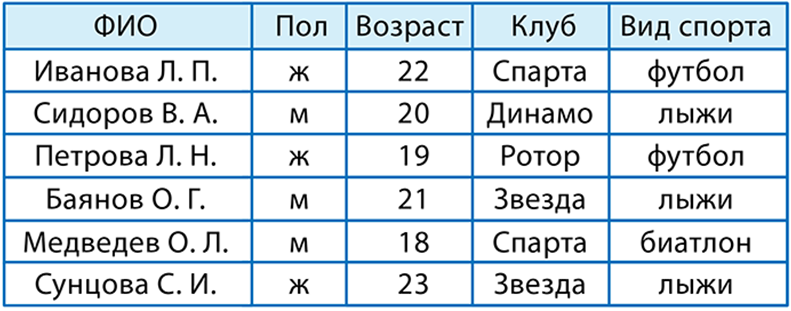 ФИО Пол Возраст Клуб Вид спорта
Иванова Л. П. ж 22 Спарта футбол
Сидоров В. А. м 20 Динамо лыжи
Петрова Л. Н. ж 19 Ротор футбол
Баянов О. Г. м 21 Звезда лыжи
Медведев О. Л. м 18 Спарта биатлон
Сунцова С. И. ж 23 Звезда лыжи